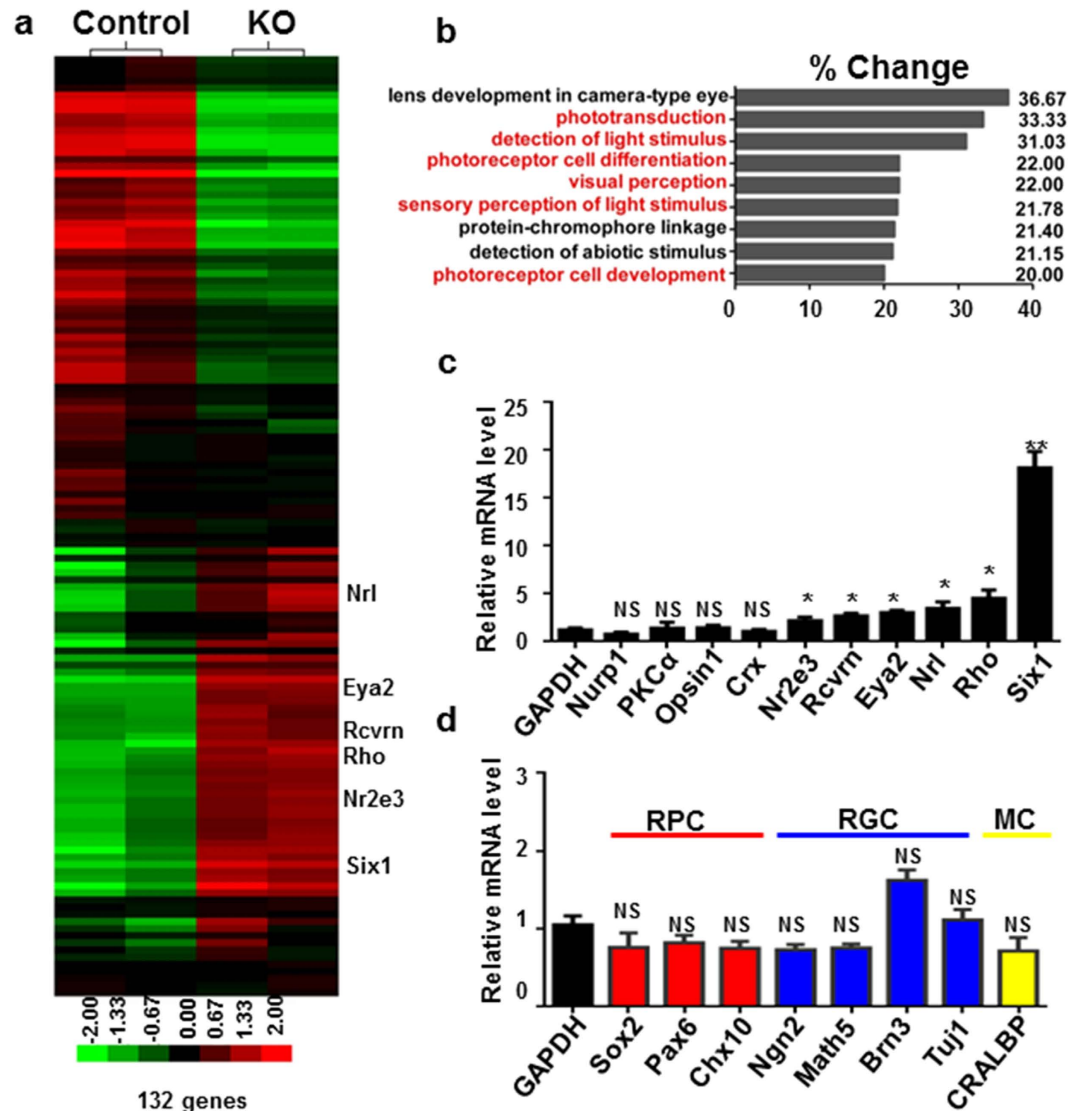 a
Control KO
Nrl
Eya2
Rcvrn
Rho
Nr2e3
Six1
-2.00 -1.33 -0.67 0.00 0.67 1.33 2.00
132 genes
b
% Change
lens development in camera-type eye 36.67
phototransduction 33.33
detection of light stimulus 31.03
photoreceptor cell differentiation 22.00
visual perception 22.00
sensory perception of light stimulus 21.78
protein-chromophore linkage 21.40
detection of abiotic stimulus 21.15
photoreceptor cell development 20.00
0 10 20 30 40
c
Relative mRNA level
25
20
15
10
5
0
NS NS NS NS * * * * * **
GAPDH Nurp1 PKCα Opsin1 Crx Nr2e3 Rcvrn Eya2 Nrl Rho Six1
d
Relative mRNA level
3
2
1
0
RPC RGC MC
NS NS NS NS NS NS NS NS
GAPDH Sox2 Pax6 Chx10 Ngn2 Math5 Brn3 Tuj1 CRALBP